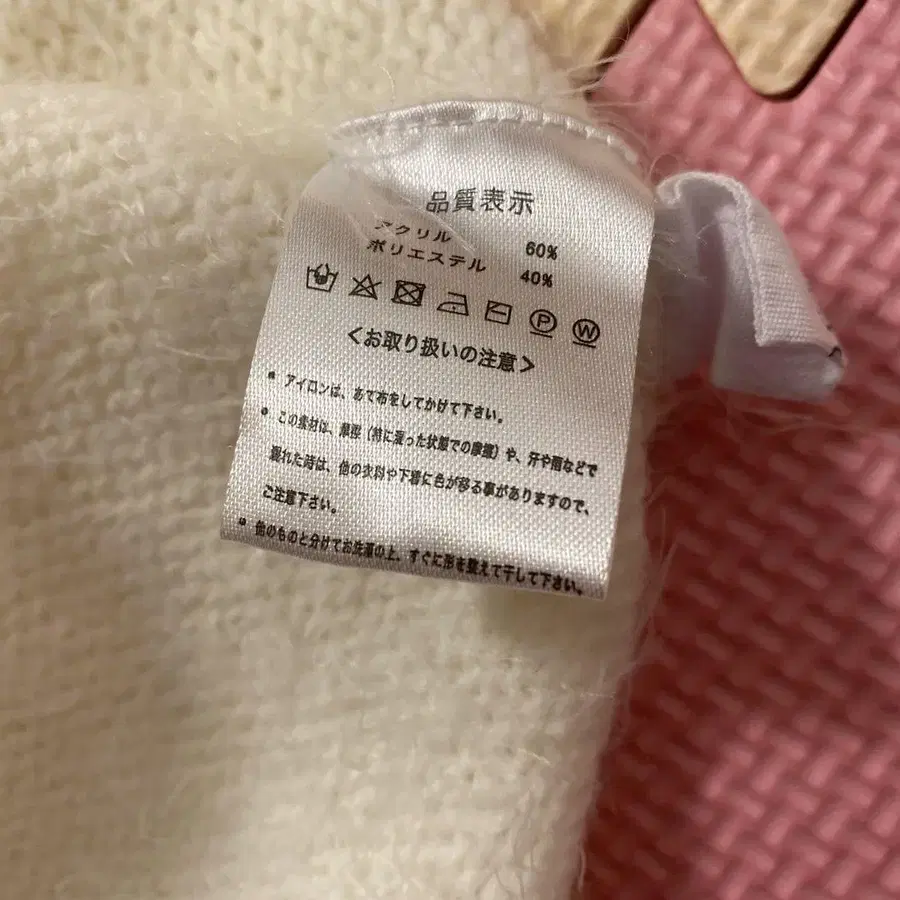 品質表示
アクリル 60%
ポリエステル 40%
P W
<お取り扱いの注意>
* アイロンは、あて布をしてかけて下さい。
* この素材は、摩擦（特に湿った状態での摩擦）や、汗や雨などで
濡れた時は、他の衣料や下着に色が移る事がありますので、
ご注意下さい。
* 他のものと分けてお洗濯の上、すぐに形を整えて干して下さい。